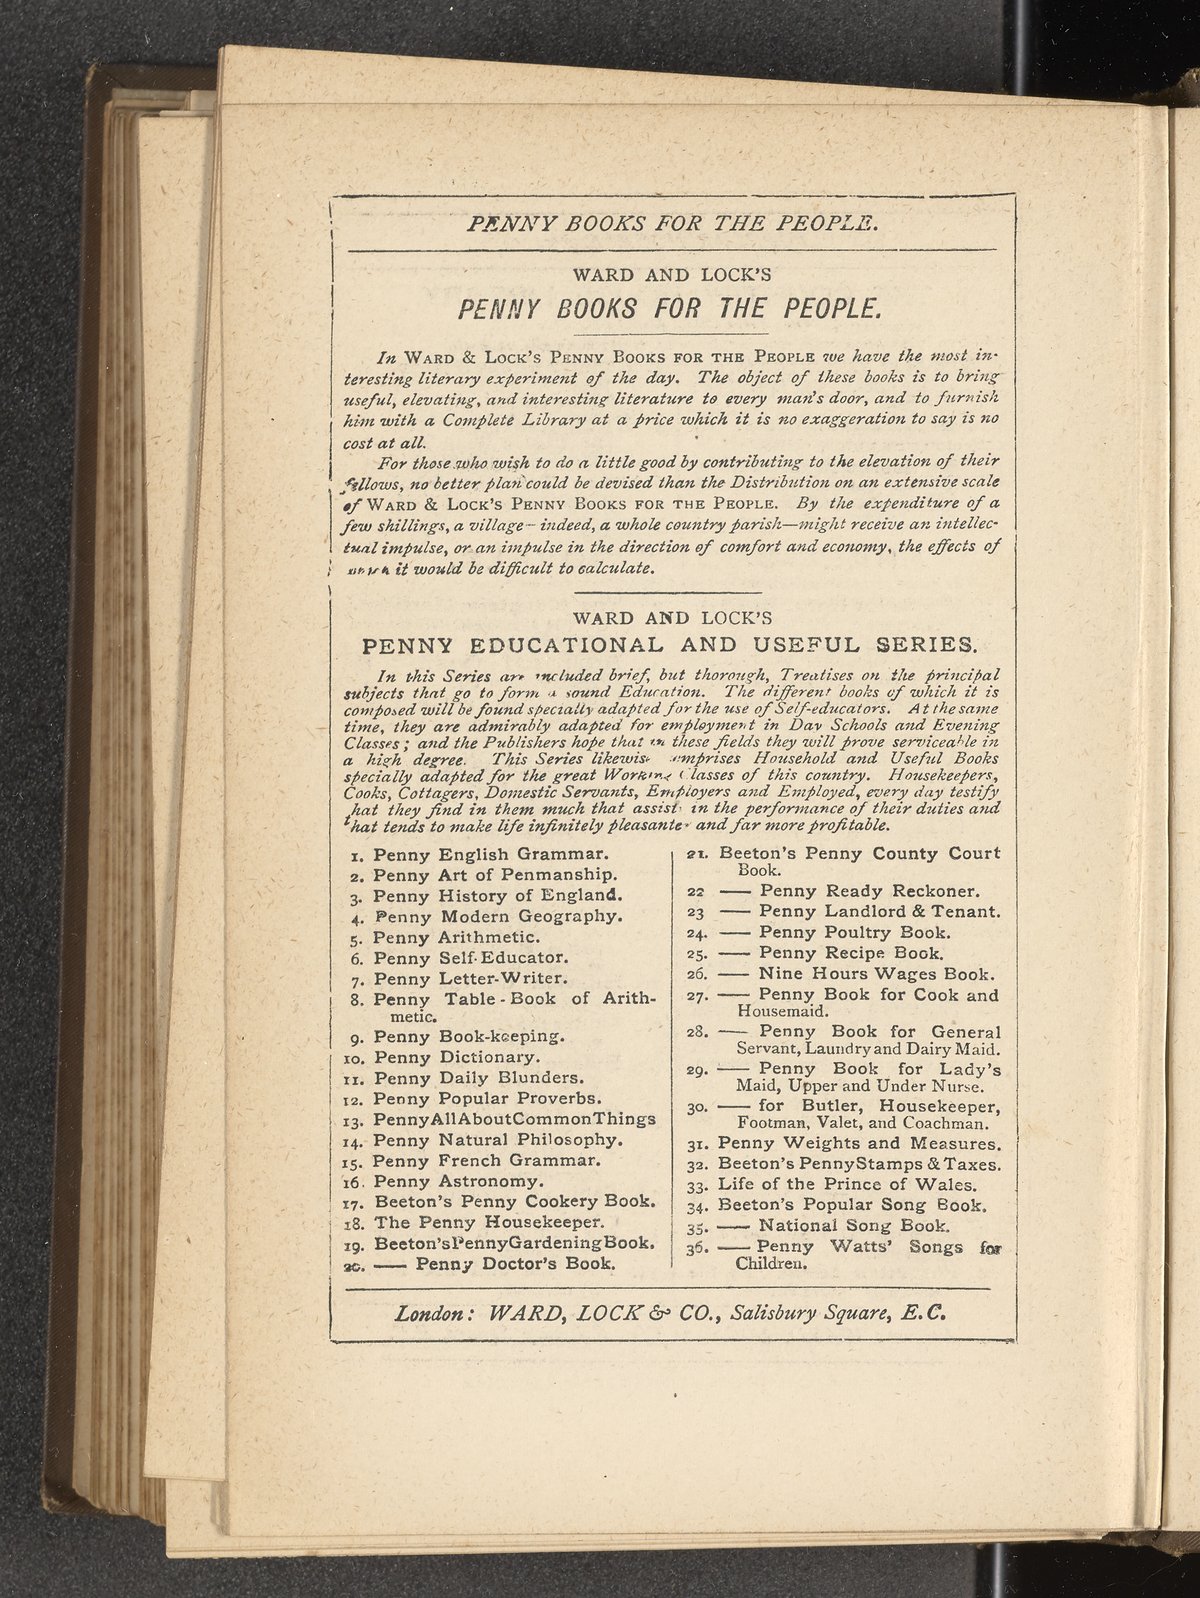 PENNY BOOKS FOR THE PEOPLE.
WARD AND LOCK'S
PENNY BOOKS FOR THE PEOPLE.
In WARD & LOCK'S PENNY BOOKS FOR THE PEOPLE we have the most in-
teresting literary experiment of the day. The object of these books is to bring
useful, elevating, and interesting literature to every man's door, and to furnish
him with a Complete Library at a price which it is no exaggeration to say is no
cost at all.
For those who wish to do a little good by contributing to the elevation of their
fellows, no better plan could be devised than the Distribution on an extensive scale
of WARD & LOCK'S PENNY BOOKS FOR THE PEOPLE. By the expenditure of a
few shillings, a village—indeed, a whole country parish—might receive an intellec-
tual impulse, or an impulse in the direction of comfort and economy, the effects of
which it would be difficult to calculate.
WARD AND LOCK'S
PENNY EDUCATIONAL AND USEFUL SERIES.
In this Series are included brief, but thorough, Treatises on the principal
subjects that go to form a sound Education. The different books of which it is
composed will be found specially adapted for the use of Self-educators. At the same
time, they are admirably adapted for employment in Day Schools and Evening
Classes; and the Publishers hope that in these fields they will prove serviceable in
a high degree. This Series likewise comprises Household and Useful Books
specially adapted for the great Working Classes of this country. Housekeepers,
Cooks, Cottagers, Domestic Servants, Employers and Employed, every day testify
that they find in them much that assists in the performance of their duties and
that tends to make life infinitely pleasanter and far more profitable.
1. Penny English Grammar.
2. Penny Art of Penmanship.
3. Penny History of England.
4. Penny Modern Geography.
5. Penny Arithmetic.
6. Penny Self-Educator.
7. Penny Letter-Writer.
8. Penny Table-Book of Arith-
metic.
9. Penny Book-keeping.
10. Penny Dictionary.
11. Penny Daily Blunders.
12. Penny Popular Proverbs.
13. Penny All About Common Things
14. Penny Natural Philosophy.
15. Penny French Grammar.
16. Penny Astronomy.
17. Beeton's Penny Cookery Book.
18. The Penny Housekeeper.
19. Beeton's Penny Gardening Book.
20. —— Penny Doctor's Book.
21. Beeton's Penny County Court
Book.
22 —— Penny Ready Reckoner.
23 —— Penny Landlord & Tenant.
24. —— Penny Poultry Book.
25. —— Penny Recipe Book.
26. —— Nine Hours Wages Book.
27. —— Penny Book for Cook and
Housemaid.
28. —— Penny Book for General
Servant, Laundry and Dairy Maid.
29. —— Penny Book for Lady's
Maid, Upper and Under Nurse.
30. —— for Butler, Housekeeper,
Footman, Valet, and Coachman.
31. Penny Weights and Measures.
32. Beeton's Penny Stamps & Taxes.
33. Life of the Prince of Wales.
34. Beeton's Popular Song Book.
35. —— National Song Book.
36. —— Penny Watts' Songs for
Children.
London: WARD, LOCK & CO., Salisbury Square, E.C.